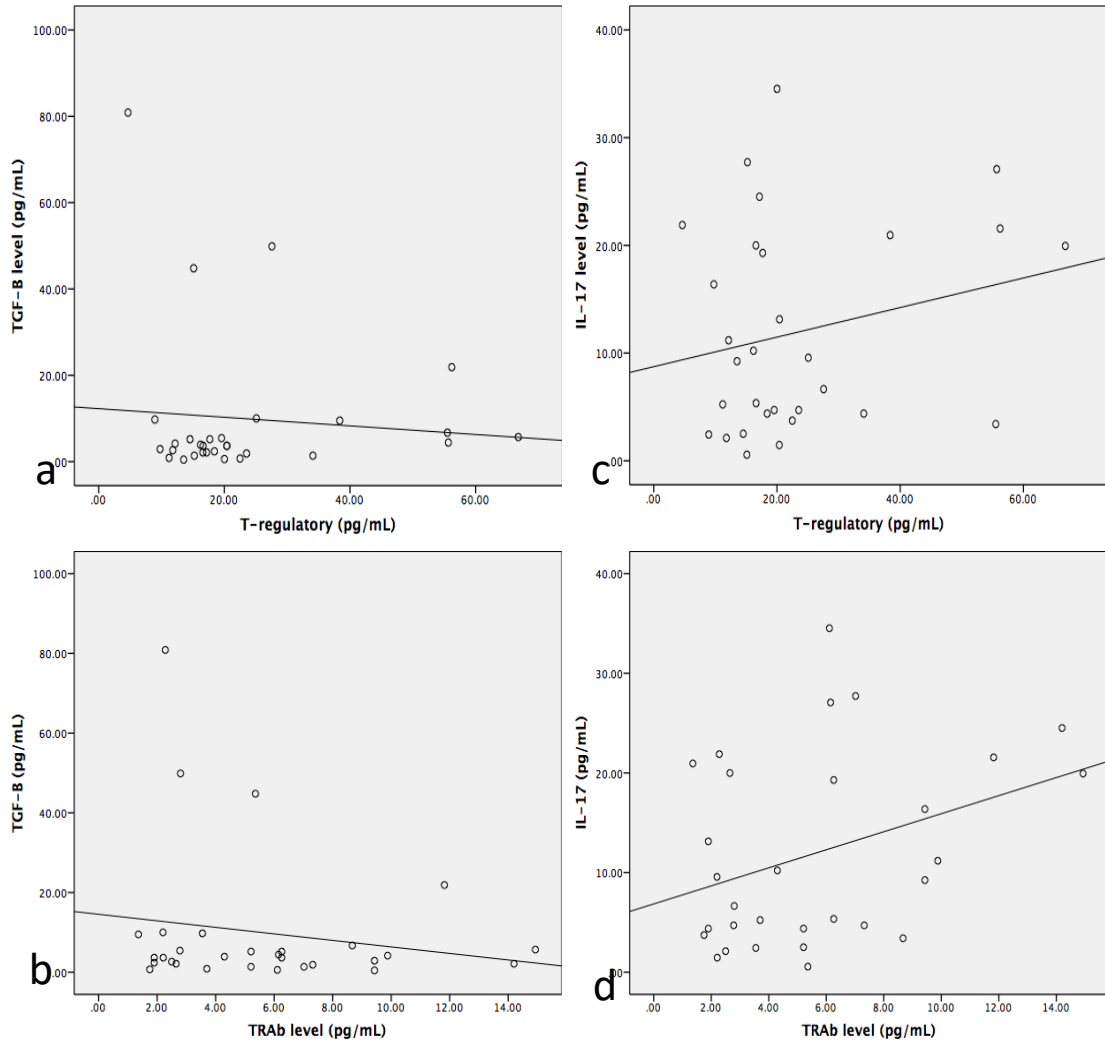 100.00
80.00
60.00
40.00
20.00
.00
TGF-B level (pg/mL)
a
.00 20.00 40.00 60.00
T-regulatory (pg/mL)
40.00
30.00
20.00
10.00
.00
IL-17 level (pg/mL)
c
.00 20.00 40.00 60.00
T-regulatory (pg/mL)
100.00
80.00
60.00
40.00
20.00
.00
TGF-B (pg/mL)
b
.00 2.00 4.00 6.00 8.00 10.00 12.00 14.00
TRAb level (pg/mL)
40.00
30.00
20.00
10.00
.00
IL-17 (pg/mL)
d
.00 2.00 4.00 6.00 8.00 10.00 12.00 14.00
TRAb level (pg/mL)